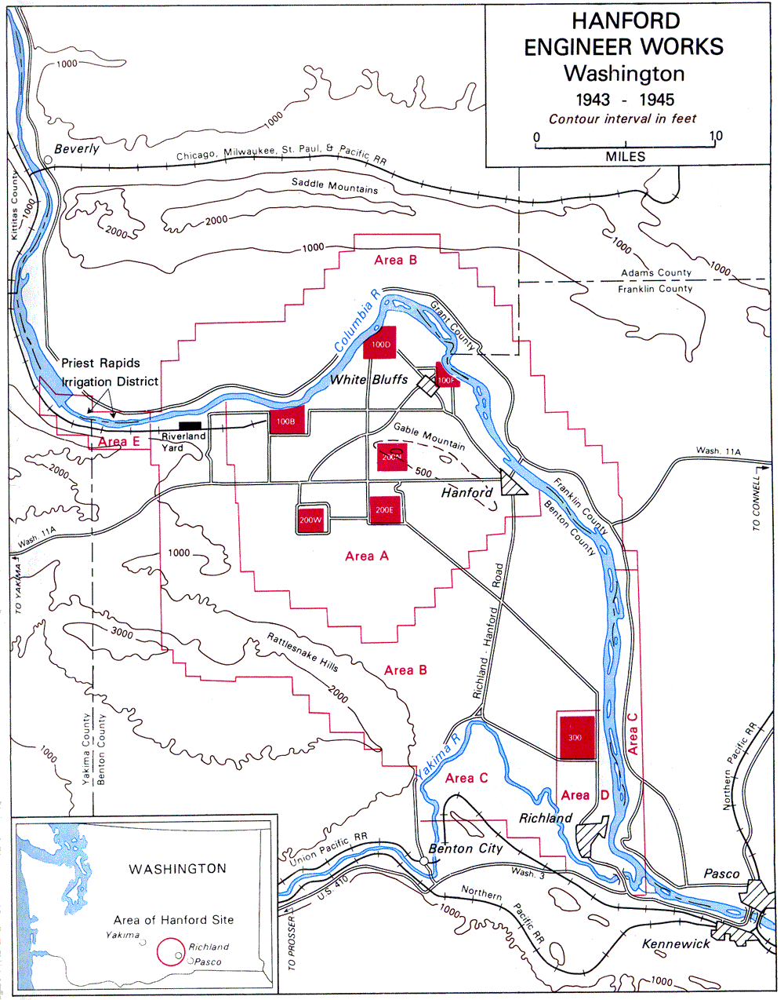 HANFORD
ENGINEER WORKS
Washington
1943 - 1945
Contour interval in feet
0 10
MILES
1000
1000
Beverly
Chicago, Milwaukee, St. Paul, & Pacific RR
Kittitas County
1000
Saddle Mountains
2000
2000
1000
1000
1000
Area B
Adams County
Franklin County
Columbia R
Grant County
100D
Priest Rapids
Irrigation District
White Bluffs
100F
100B
Riverland
Yard
Area E
Gable Mountain
200N
500
2000
Hanford
Wash. 11A
TO CONNELL
Franklin County
Benton County
200W
200E
Wash. 11A
TO YAKIMA
1000
Area A
Richland - Hanford Road
3000
Rattlesnake Hills
2000
Area B
Yakima County
Benton County
1000
300
Area C
Northern Pacific RR
Yakima R
Area C
Area D
Richland
Benton City
Union Pacific RR
U.S. 410
Wash. 3
Pasco
Northern Pacific RR
1000
TO PROSSER
Kennewick
1000
WASHINGTON
Area of Hanford Site
Yakima
Richland
Pasco